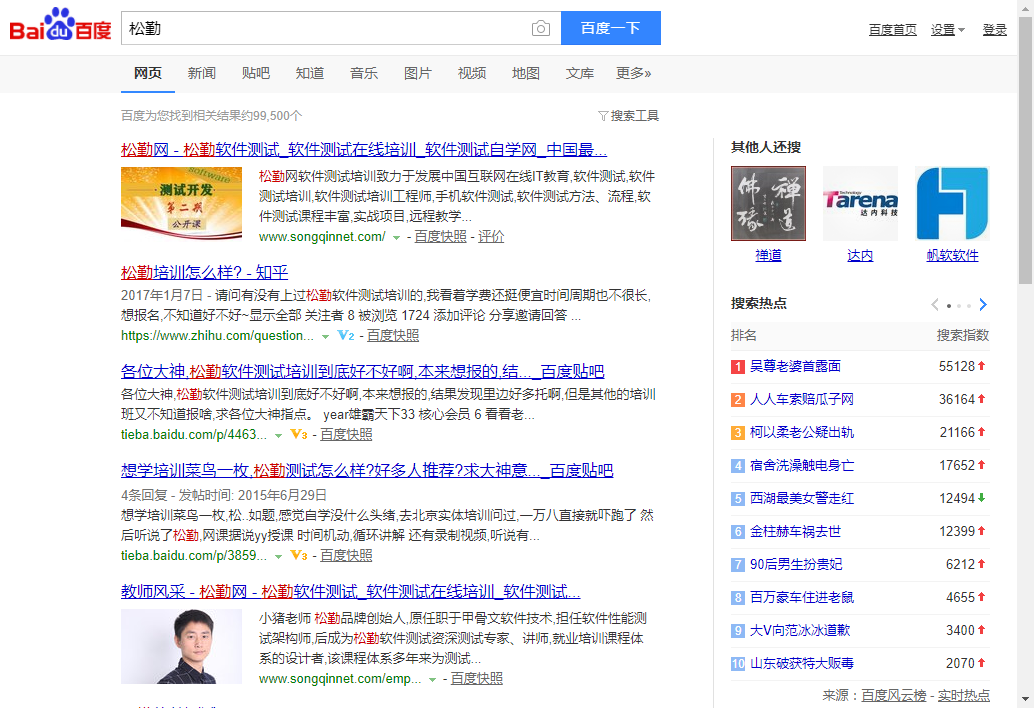 Bai du 百度
松勤
百度一下
百度首页 设置 登录
网页 新闻 贴吧 知道 音乐 图片 视频 地图 文库 更多»
百度为您找到相关结果约99,500个
搜索工具
松勤网 - 松勤软件测试_软件测试在线培训_软件测试自学网_中国最...
software
测试开发
第二期
公开课
松勤网软件测试培训致力于发展中国互联网在线IT教育,软件测试,软件
测试培训,软件测试培训工程师,手机软件测试,软件测试方法、流程,软
件测试课程丰富,实战项目,远程教学...
www.songqinnet.com/ - 百度快照 - 评价
松勤培训怎么样? - 知乎
2017年1月7日 - 请问有没有上过松勤软件测试培训的,我看着学费还挺便宜时间周期也不很长,
想报名,不知道好不好~显示全部 关注者 8 被浏览 1724 添加评论 分享邀请回答 ...
https://www.zhihu.com/question... V2 - 百度快照
各位大神,松勤软件测试培训到底好不好啊,本来想报的,结..._百度贴吧
各位大神,松勤软件测试培训到底好不好啊,本来想报的,结果发现里边好多托啊,但是其他的培训
班又不知道报啥,求各位大神指点。 year雄霸天下33 核心会员 6 看看老...
tieba.baidu.com/p/4463... V3 - 百度快照
想学培训菜鸟一枚,松勤测试怎么样?好多人推荐?求大神意..._百度贴吧
4条回复 - 发帖时间: 2015年6月29日
想学培训菜鸟一枚,松..如题,感觉自学没什么头绪,去北京实体培训问过,一万八直接就吓跑了 然
后听说了松勤,网课据说yy授课 时间机动,循环讲解 还有录制视频,听说有...
tieba.baidu.com/p/3859... V3 - 百度快照
教师风采 - 松勤网 - 松勤软件测试_软件测试在线培训_软件测试...
小猪老师 松勤品牌创始人,原任职于甲骨文软件技术,担任软件性能测
试架构师,后成为松勤软件测试资深测试专家、讲师,就业培训课程体
系的设计者,该课程体系多年来为测试...
www.songqinnet.com/emp... - 百度快照
其他人还搜
禅道
佛缘
Technology
Tarena
达内科技
禅道 达内 帆软软件
搜索热点
排名 搜索指数
1 吴尊老婆首露面 55128
2 人人车索赔瓜子网 36164
3 柯以柔老公疑出轨 21166
4 宿舍洗澡触电身亡 17652
5 西湖最美女警走红 12494
6 金柱赫车祸去世 12399
7 90后男生扮贵妃 6212
8 百万豪车住进老鼠 4655
9 大V向范冰冰道歉 3400
10 山东破获特大贩毒 2070
来源：百度风云榜 - 实时热点